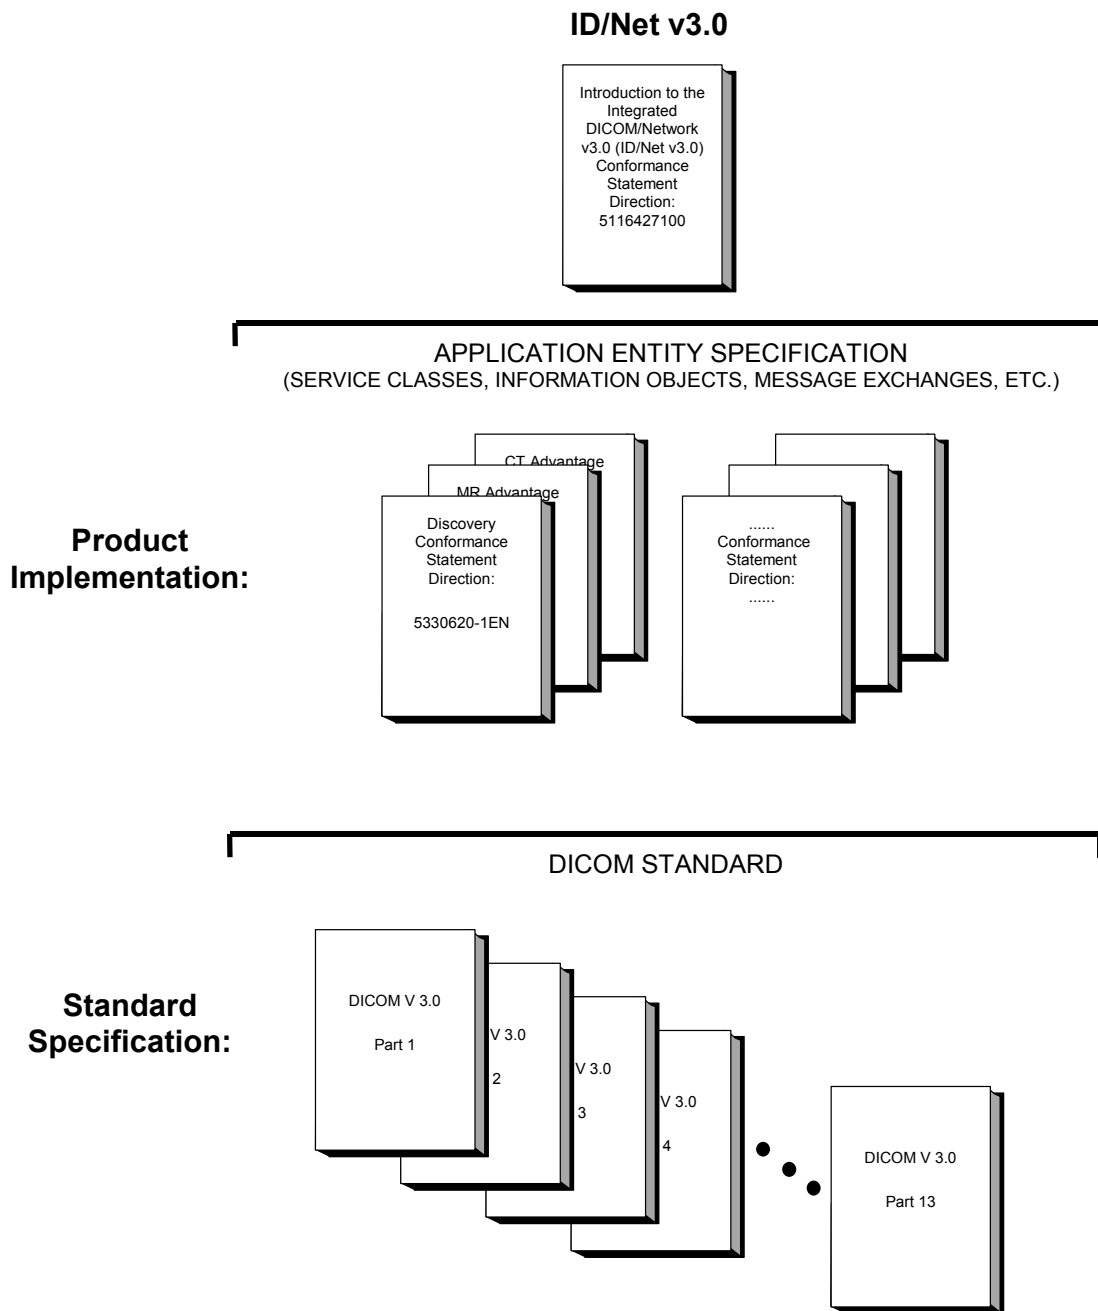 ID/Net v3.0
Introduction to the
Integrated
DICOM/Network
v3.0 (ID/Net v3.0)
Conformance
Statement
Direction:
5116427100
APPLICATION ENTITY SPECIFICATION
(SERVICE CLASSES, INFORMATION OBJECTS, MESSAGE EXCHANGES, ETC.)
Product
Implementation:
CT Advantage
MR Advantage
Discovery
Conformance
Statement
Direction:
5330620-1EN
......
Conformance
Statement
Direction:
......
DICOM STANDARD
Standard
Specification:
DICOM V 3.0
Part 1
V 3.0
2
V 3.0
3
V 3.0
4
DICOM V 3.0
Part 13